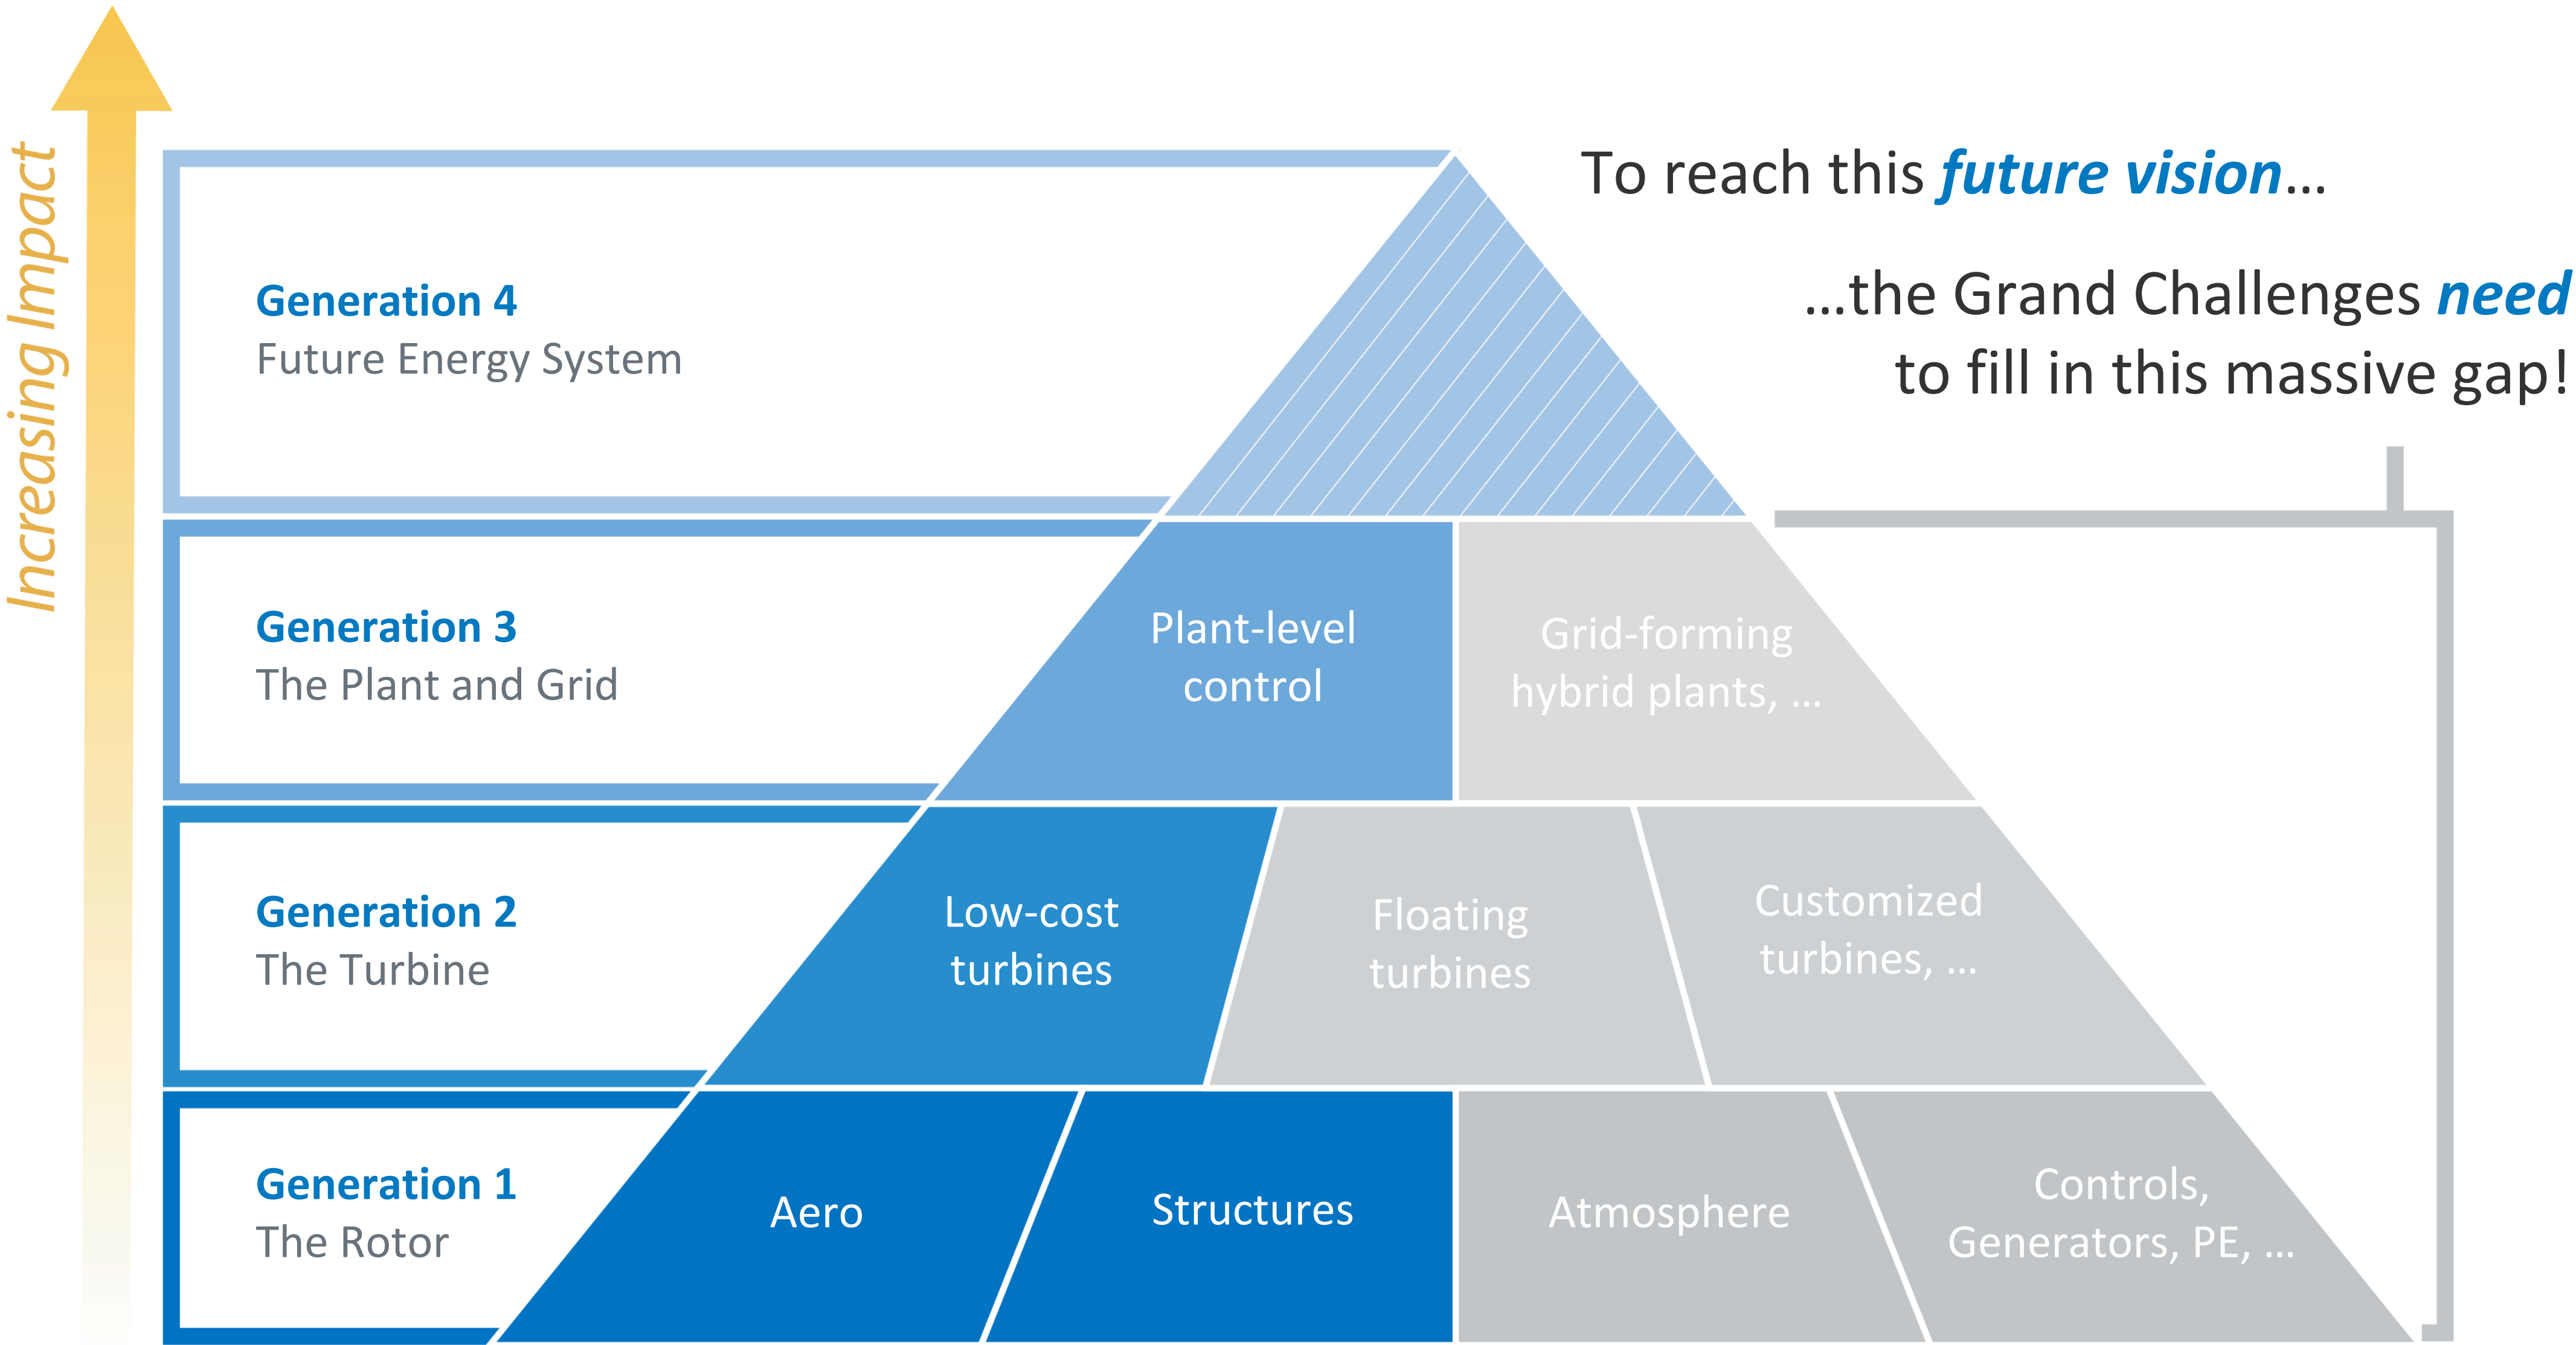 Increasing Impact
To reach this future vision...
...the Grand Challenges need
to fill in this massive gap!
Generation 4
Future Energy System
Generation 3
The Plant and Grid
Plant-level
control
Grid-forming
hybrid plants, ...
Generation 2
The Turbine
Low-cost
turbines
Floating
turbines
Customized
turbines, ...
Generation 1
The Rotor
Aero
Structures
Atmosphere
Controls,
Generators, PE, ...